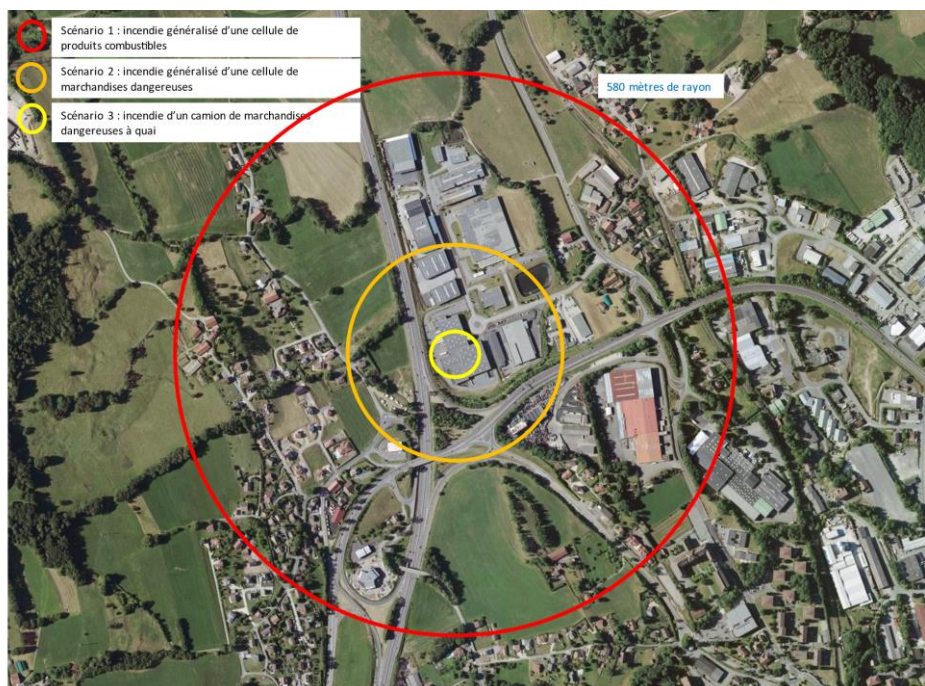 Scénario 1 : incendie généralisé d'une cellule de
produits combustibles
Scénario 2 : incendie généralisé d'une cellule de
marchandises dangereuses
Scénario 3 : incendie d'un camion de marchandises
dangereuses à quai
580 mètres de rayon